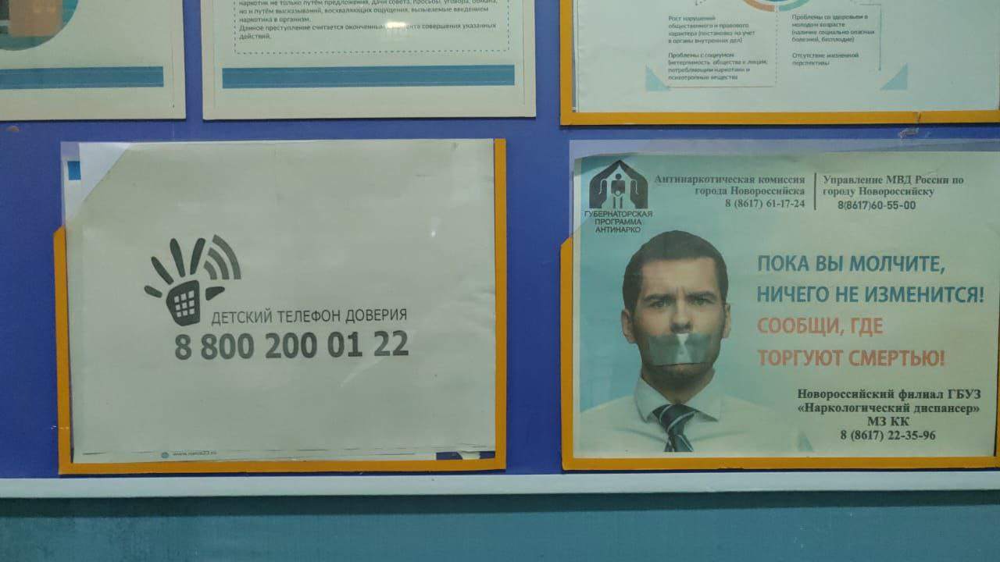 наркотик не только путём предложения, дачи совета, просьбы, уговора, обмана,
но и путём высказываний, восхваляющих ощущения, вызываемые введением
наркотика в организм.
Данное преступление считается оконченным момента совершения указанных
действий.
Рост нарушений
общественного и правового
характера (постановка на учет
в органы внутренних дел)
Проблемы с социумом
(нетерпимость общества к лицам,
потребляющим наркотики и
психотропные вещества
Проблемы со здоровьем в
молодом возрасте
(наличие социально опасных
болезней, бесплодие)
Отсутствие жизненной
перспективы
ДЕТСКИЙ ТЕЛЕФОН ДОВЕРИЯ
8 800 200 01 22
ГУБЕРНАТОРСКАЯ
ПРОГРАММА
АНТИНАРКО
Антинаркотическая комиссия
города Новороссийска
8 (8617) 61-17-24
Управление МВД России по
городу Новороссийску
8(8617)60-55-00
ПОКА ВЫ МОЛЧИТЕ,
НИЧЕГО НЕ ИЗМЕНИТСЯ!
СООБЩИ, ГДЕ
ТОРГУЮТ СМЕРТЬЮ!
Новороссийский филиал ГБУЗ
«Наркологический диспансер»
МЗ КК
8 (8617) 22-35-96